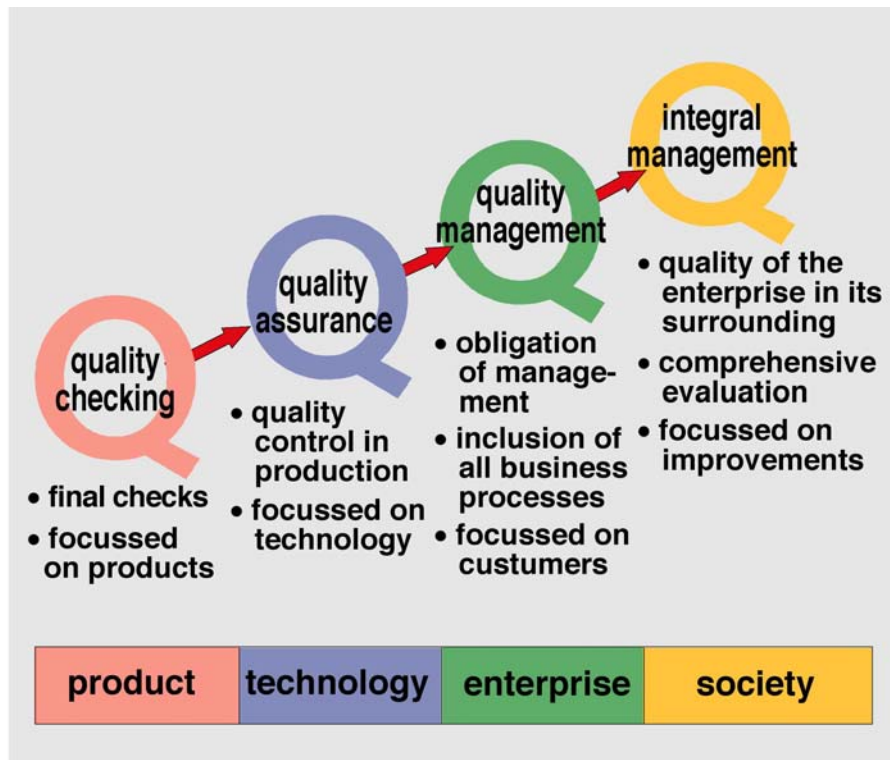 quality
checking
• final checks
• focussed
on products
quality
assurance
• quality
control in
production
• focussed on
technology
quality
management
• obligation
of manage-
ment
• inclusion of
all business
processes
• focussed on
custumers
integral
management
• quality of the
enterprise in its
surrounding
• comprehensive
evaluation
• focussed on
improvements
product
technology
enterprise
society